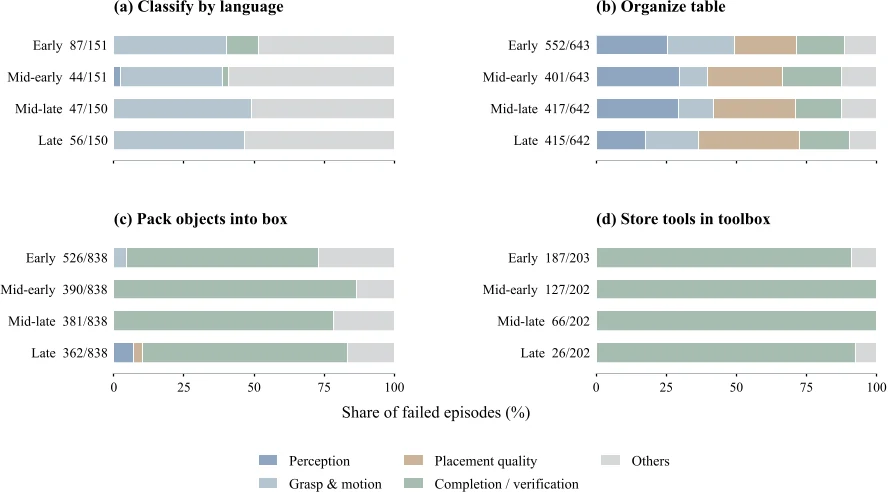 (a) Classify by language
Early 87/151
Mid-early 44/151
Mid-late 47/150
Late 56/150
(b) Organize table
Early 552/643
Mid-early 401/643
Mid-late 417/642
Late 415/642
(c) Pack objects into box
Early 526/838
Mid-early 390/838
Mid-late 381/838
Late 362/838
0 25 50 75 100
(d) Store tools in toolbox
Early 187/203
Mid-early 127/202
Mid-late 66/202
Late 26/202
0 25 50 75 100
Share of failed episodes (%)
Perception
Grasp & motion
Placement quality
Completion / verification
Others